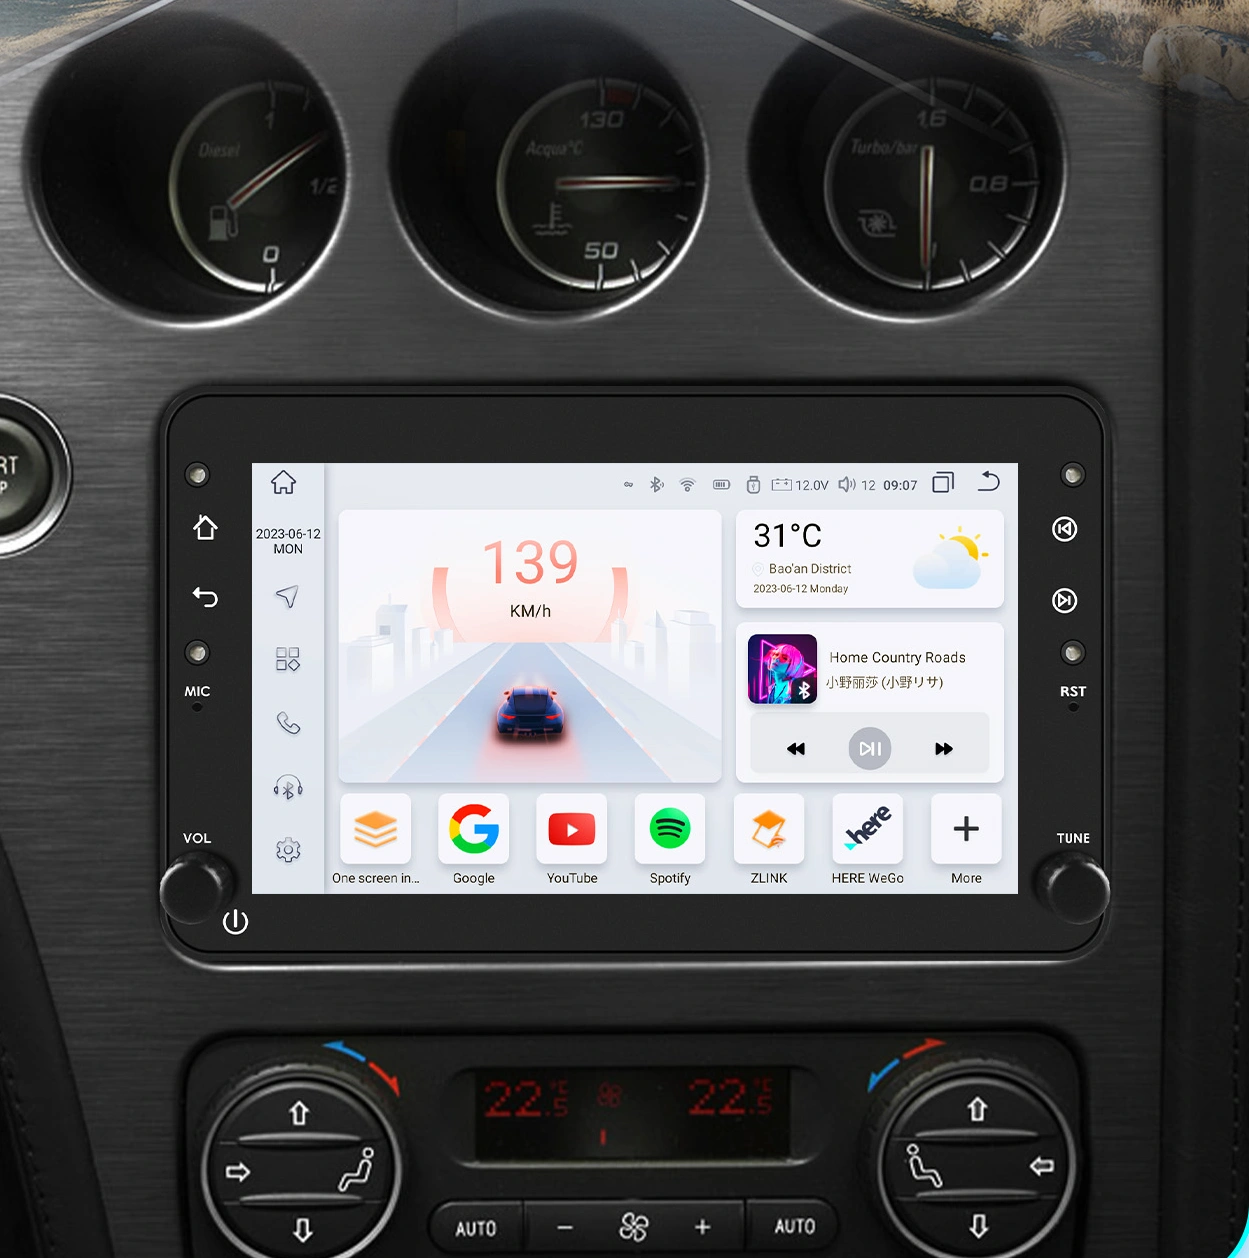 1
Diesel
1/2
0
130
Acqua°C
50
1.6
Turbo/bar
0.8
12.0V
12
09:07
2023-06-12
MON
139
KM/h
31°C
Bao'an District
2023-06-12 Monday
Home Country Roads
小野丽莎 (小野リサ)
MIC
RST
VOL
TUNE
One screen in...
Google
YouTube
Spotify
ZLINK
here
HERE WeGo
More
22.5°C
22.5°C
AUTO
AUTO